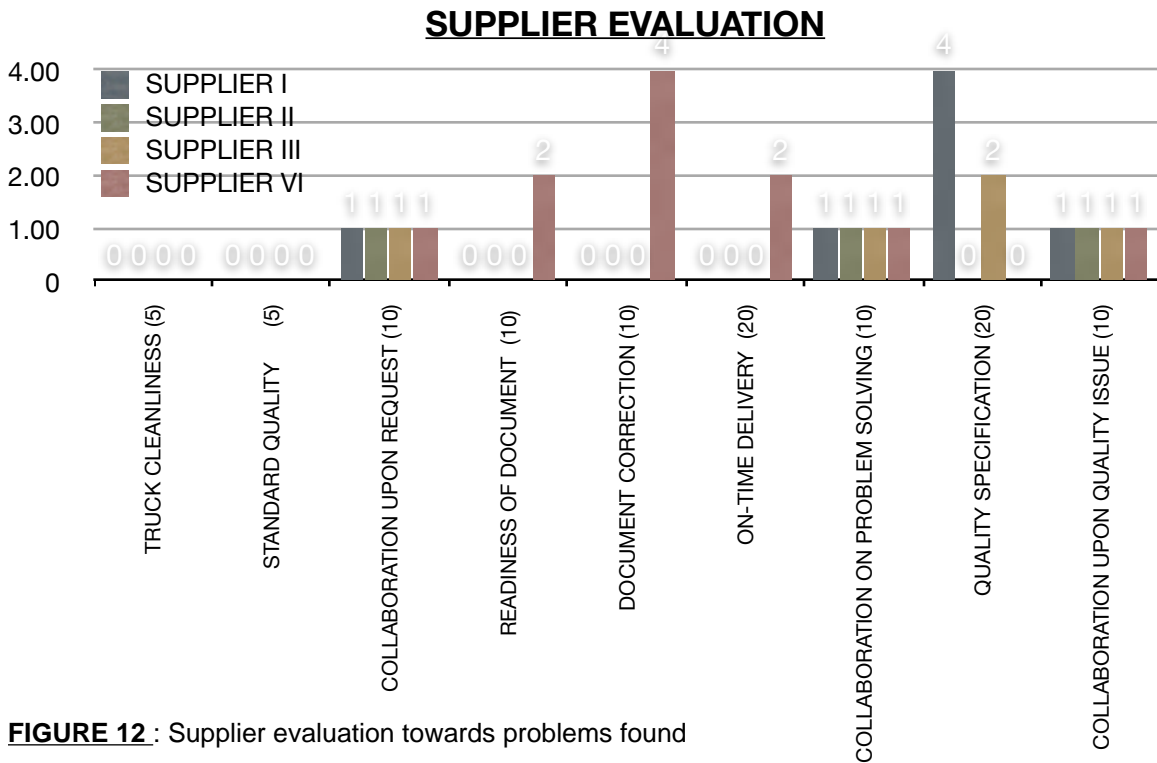 SUPPLIER EVALUATION
4.00
3.00
2.00
1.00
0
SUPPLIER I
SUPPLIER II
SUPPLIER III
SUPPLIER VI
0 0 0 0
0 0 0 0
1 1 1 1
0 0 0 2
0 0 0 4
0 0 0 2
1 1 1 1
4 0 2 0
1 1 1 1
TRUCK CLEANLINESS (5)
STANDARD QUALITY (5)
COLLABORATION UPON REQUEST (10)
READINESS OF DOCUMENT (10)
DOCUMENT CORRECTION (10)
ON-TIME DELIVERY (20)
COLLABORATION ON PROBLEM SOLVING (10)
QUALITY SPECIFICATION (20)
COLLABORATION UPON QUALITY ISSUE (10)
FIGURE 12 : Supplier evaluation towards problems found